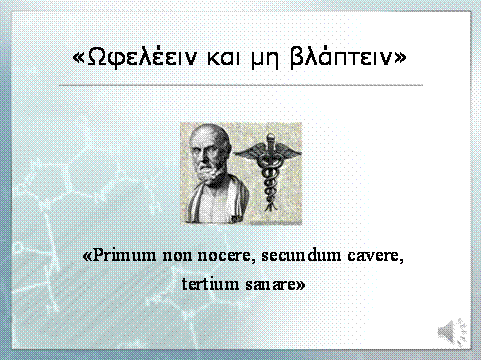 «Ωφελέειν και μη βλάπτειν»
«Primum non nocere, secundum cavere,
tertium sanare»